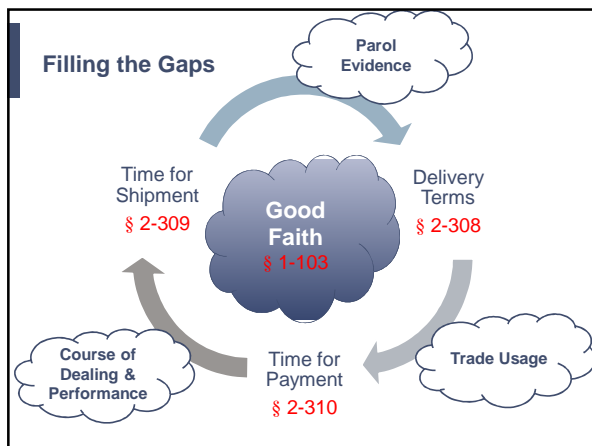 Filling the Gaps
Parol
Evidence
Time for
Shipment
§ 2-309
Good
Faith
§ 1-103
Delivery
Terms
§ 2-308
Course of
Dealing &
Performance
Time for
Payment
§ 2-310
Trade Usage